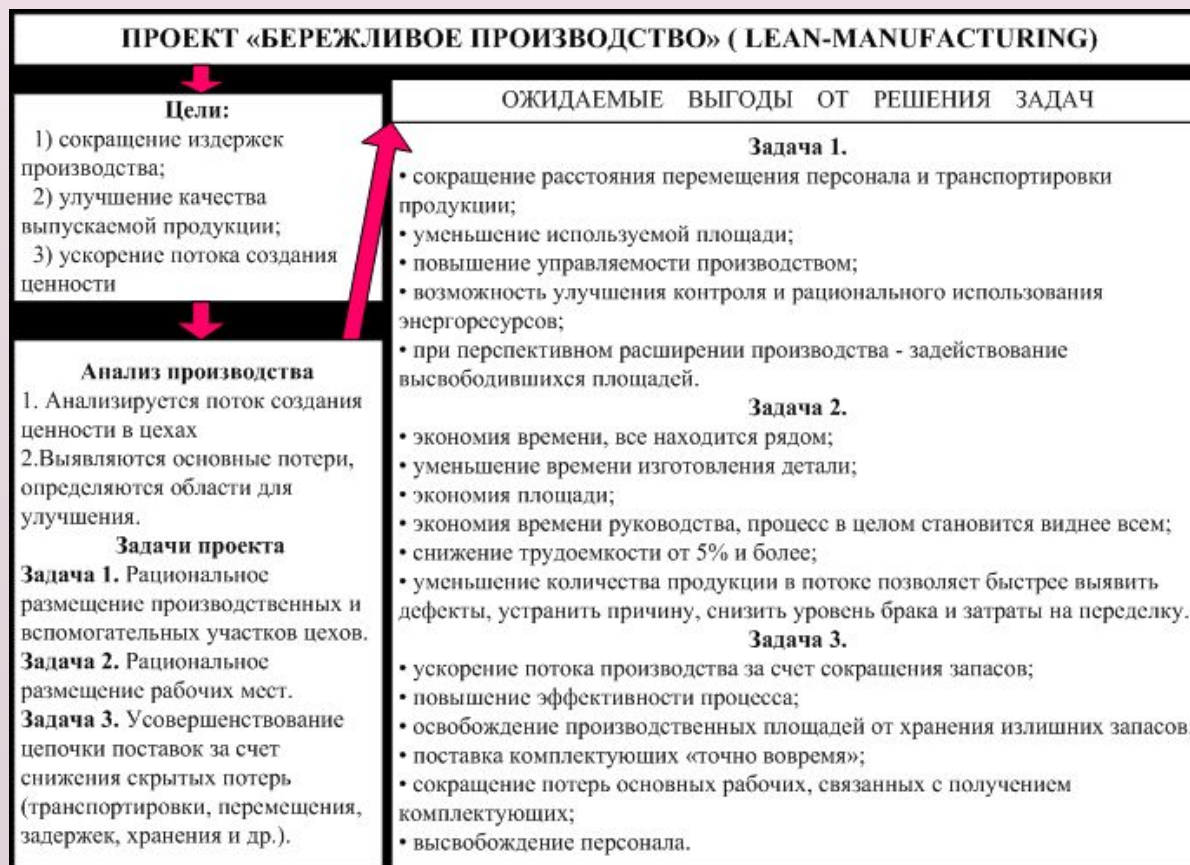 ПРОЕКТ «БЕРЕЖЛИВОЕ ПРОИЗВОДСТВО» ( LEAN-MANUFACTURING)
Цели:
1) сокращение издержек
производства;
2) улучшение качества
выпускаемой продукции;
3) ускорение потока создания
ценности
Анализ производства
1. Анализируется поток создания
ценности в цехах
2.Выявляются основные потери,
определяются области для
улучшения.
Задачи проекта
Задача 1. Рациональное
размещение производственных и
вспомогательных участков цехов.
Задача 2. Рациональное
размещение рабочих мест.
Задача 3. Усовершенствование
цепочки поставок за счет
снижения скрытых потерь
(транспортировки, перемещения,
задержек, хранения и др.).
ОЖИДАЕМЫЕ ВЫГОДЫ ОТ РЕШЕНИЯ ЗАДАЧ
Задача 1.
• сокращение расстояния перемещения персонала и транспортировки
продукции;
• уменьшение используемой площади;
• повышение управляемости производством;
• возможность улучшения контроля и рационального использования
энергоресурсов;
• при перспективном расширении производства - задействование
высвободившихся площадей.
Задача 2.
• экономия времени, все находится рядом;
• уменьшение времени изготовления детали;
• экономия площади;
• экономия времени руководства, процесс в целом становится виднее всем;
• снижение трудоемкости от 5% и более;
• уменьшение количества продукции в потоке позволяет быстрее выявить
дефекты, устранить причину, снизить уровень брака и затраты на переделку.
Задача 3.
• ускорение потока производства за счет сокращения запасов;
• повышение эффективности процесса;
• освобождение производственных площадей от хранения излишних запасов
• поставка комплектующих «точно вовремя»;
• сокращение потерь основных рабочих, связанных с получением
комплектующих;
• высвобождение персонала.